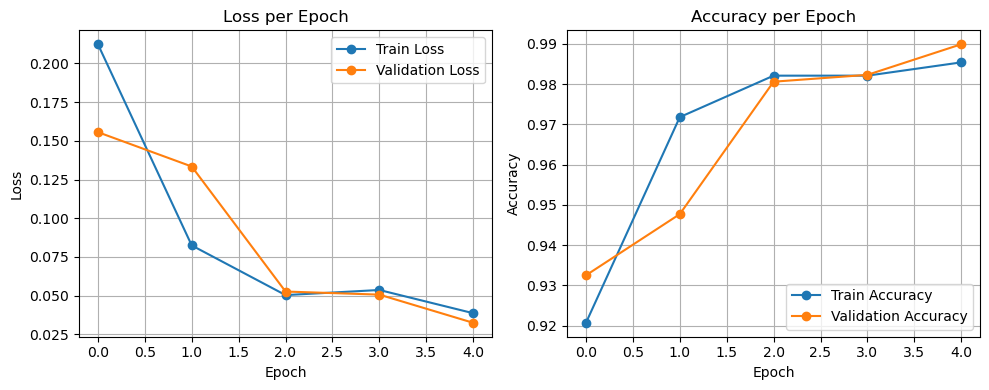 Loss per Epoch
Loss
0.200
0.175
0.150
0.125
0.100
0.075
0.050
0.025
Train Loss
Validation Loss
0.0 0.5 1.0 1.5 2.0 2.5 3.0 3.5 4.0
Epoch
Accuracy per Epoch
Accuracy
0.99
0.98
0.97
0.96
0.95
0.94
0.93
0.92
Train Accuracy
Validation Accuracy
0.0 0.5 1.0 1.5 2.0 2.5 3.0 3.5 4.0
Epoch